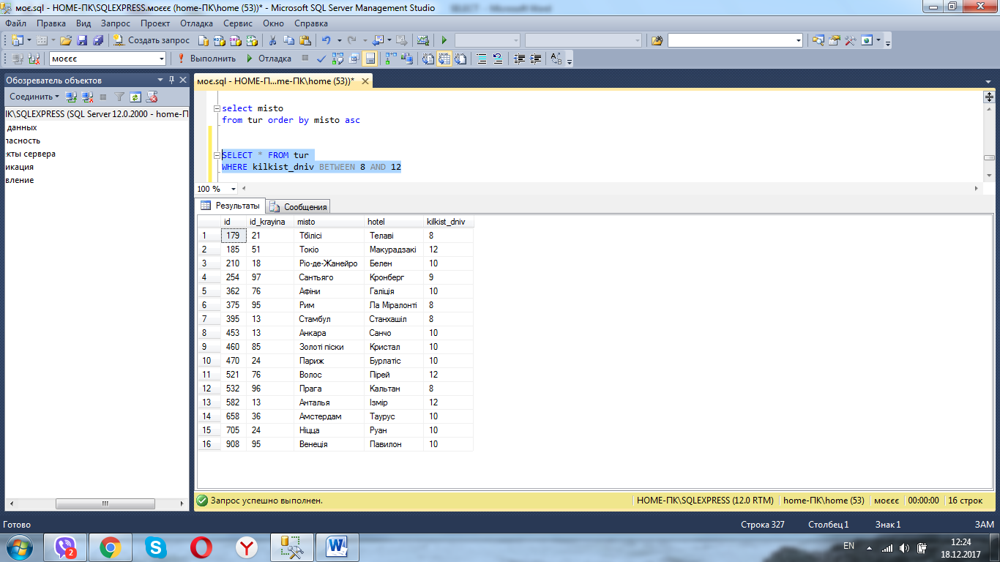 моє.sql - HOME-ПК\SQLEXPRESS.моєєє (home-ПК\home (53))* - Microsoft SQL Server Management Studio
Файл Правка Вид Запрос Проект Отладка Сервис Окно Справка
Создать запрос
моєєє Выполнить Отладка
Обозреватель объектов
моє.sql - HOME-П...me-ПК\home (53))*
Соединить
ІК\SQLEXPRESS (SQL Server 12.0.2000 - home-П
данных
пасность
кты сервера
икация
вление
select misto
from tur order by misto asc
SELECT * FROM tur
WHERE kilkist_dniv BETWEEN 8 AND 12
100 %
Результаты Сообщения
id id_krayina misto hotel kilkist_dniv
1 179 21 Тбілісі Телаві 8
2 185 51 Токіо Макурадзакі 12
3 210 18 Ріо-де-Жанейро Белен 10
4 254 97 Сантьяго Кронберг 9
5 362 76 Афіни Галіція 10
6 375 95 Рим Ла Міралонті 8
7 395 13 Стамбул Станхашіл 8
8 453 13 Анкара Санчо 10
9 460 85 Золоті піски Кристал 10
10 470 24 Париж Бурлатіс 10
11 521 76 Волос Пірей 12
12 532 96 Прага Кальтан 8
13 582 13 Анталья Ізмір 12
14 658 36 Амстердам Таурус 10
15 705 24 Ніцца Руан 10
16 908 95 Венеція Павилон 10
Запрос успешно выполнен. HOME-ПК\SQLEXPRESS (12.0 RTM) home-ПК\home (53) моєєє 00:00:00 16 строк
Готово Строка 327 Столбец 1 Знак 1 ЗАМ
2 EN 12:24
18.12.2017